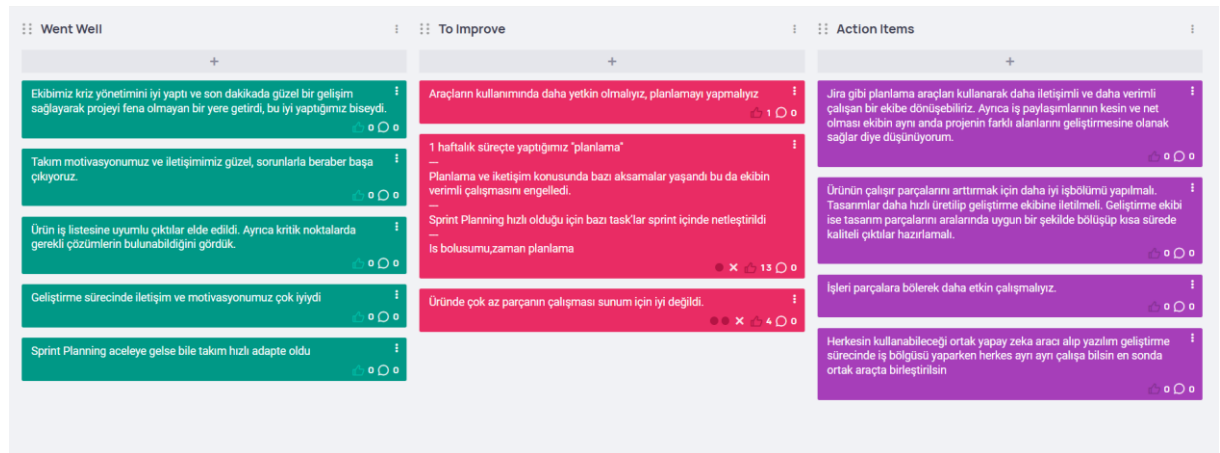 Went Well
+
Ekibimiz kriz yönetimini iyi yaptı ve son dakikada güzel bir gelişim
sağlayarak projeyi fena olmayan bir yere getirdi, bu iyi yaptığımız biseydi.
0 0
Takım motivasyonumuz ve iletişimimiz güzel, sorunlarla beraber başa
çıkıyoruz.
0 0
Ürün iş listesine uyumlu çıktılar elde edildi. Ayrıca kritik noktalarda
gerekli çözümlerin bulunabildiğini gördük.
0 0
Geliştirme sürecinde iletişim ve motivasyonumuz çok iyiydi
0 0
Sprint Planning aceleye gelse bile takım hızlı adapte oldu
0 0
To Improve
+
Araçların kullanımında daha yetkin olmalıyız, planlamayı yapmalıyız
1 0
1 haftalık süreçte yaptığımız "planlama"
—
Planlama ve iketişim konusunda bazı aksamalar yaşandı bu da ekibin
verimli çalışmasını engelledi.
—
Sprint Planning hızlı olduğu için bazı task'lar sprint içinde netleştirildi
—
Is bolusumu,zaman planlama
13 0
Üründe çok az parçanın çalışması sunum için iyi değildi.
4 0
Action Items
+
Jira gibi planlama araçları kullanarak daha iletişimli ve daha verimli
çalışan bir ekibe dönüşebiliriz. Ayrıca iş paylaşımlarının kesin ve net
olması ekibin aynı anda projenin farklı alanlarını geliştirmesine olanak
sağlar diye düşünüyorum.
0 0
Ürünün çalışır parçalarını arttırmak için daha iyi işbölümü yapılmalı.
Tasarımlar daha hızlı üretilip geliştirme ekibine iletilmeli. Geliştirme ekibi
ise tasarım parçalarını aralarında uygun bir şekilde bölüşüp kısa sürede
kaliteli çıktılar hazırlamalı.
0 0
İşleri parçalara bölerek daha etkin çalışmalıyız.
0 0
Herkesin kullanabileceği ortak yapay zeka aracı alıp yazılım geliştirme
sürecinde iş bölgüsü yaparken herkes ayrı ayrı çalışa bilsin en sonda
ortak araçta birleştirilsin
0 0